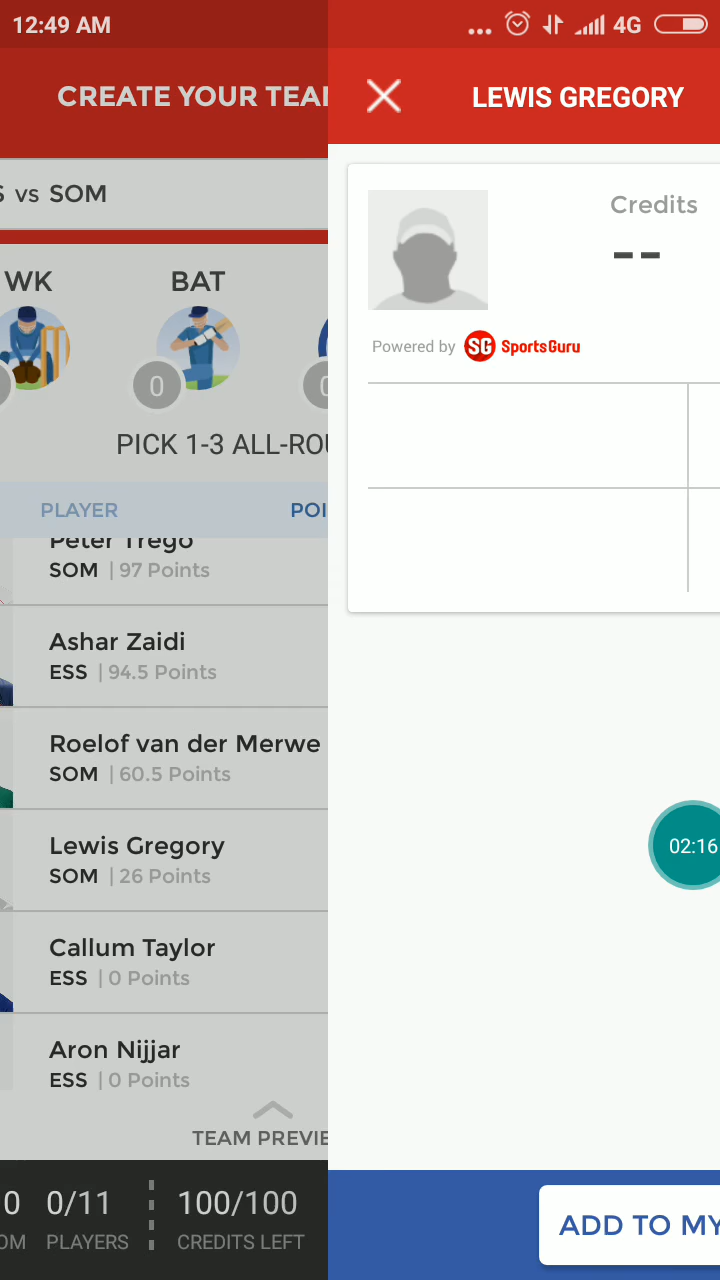 12:49 AM
... 4G
CREATE YOUR TEA
S vs SOM
WK
BAT
0
0
PICK 1-3 ALL-ROU
PLAYER
POI
Peter Trego
SOM | 97 Points
Ashar Zaidi
ESS | 94.5 Points
Roelof van der Merwe
SOM | 60.5 Points
Lewis Gregory
SOM | 26 Points
Callum Taylor
ESS | 0 Points
Aron Nijjar
ESS | 0 Points
TEAM PREVIE
0 0/11 100/100
OM PLAYERS CREDITS LEFT
LEWIS GREGORY
Credits
--
Powered by SG SportsGuru
02:16
ADD TO MY